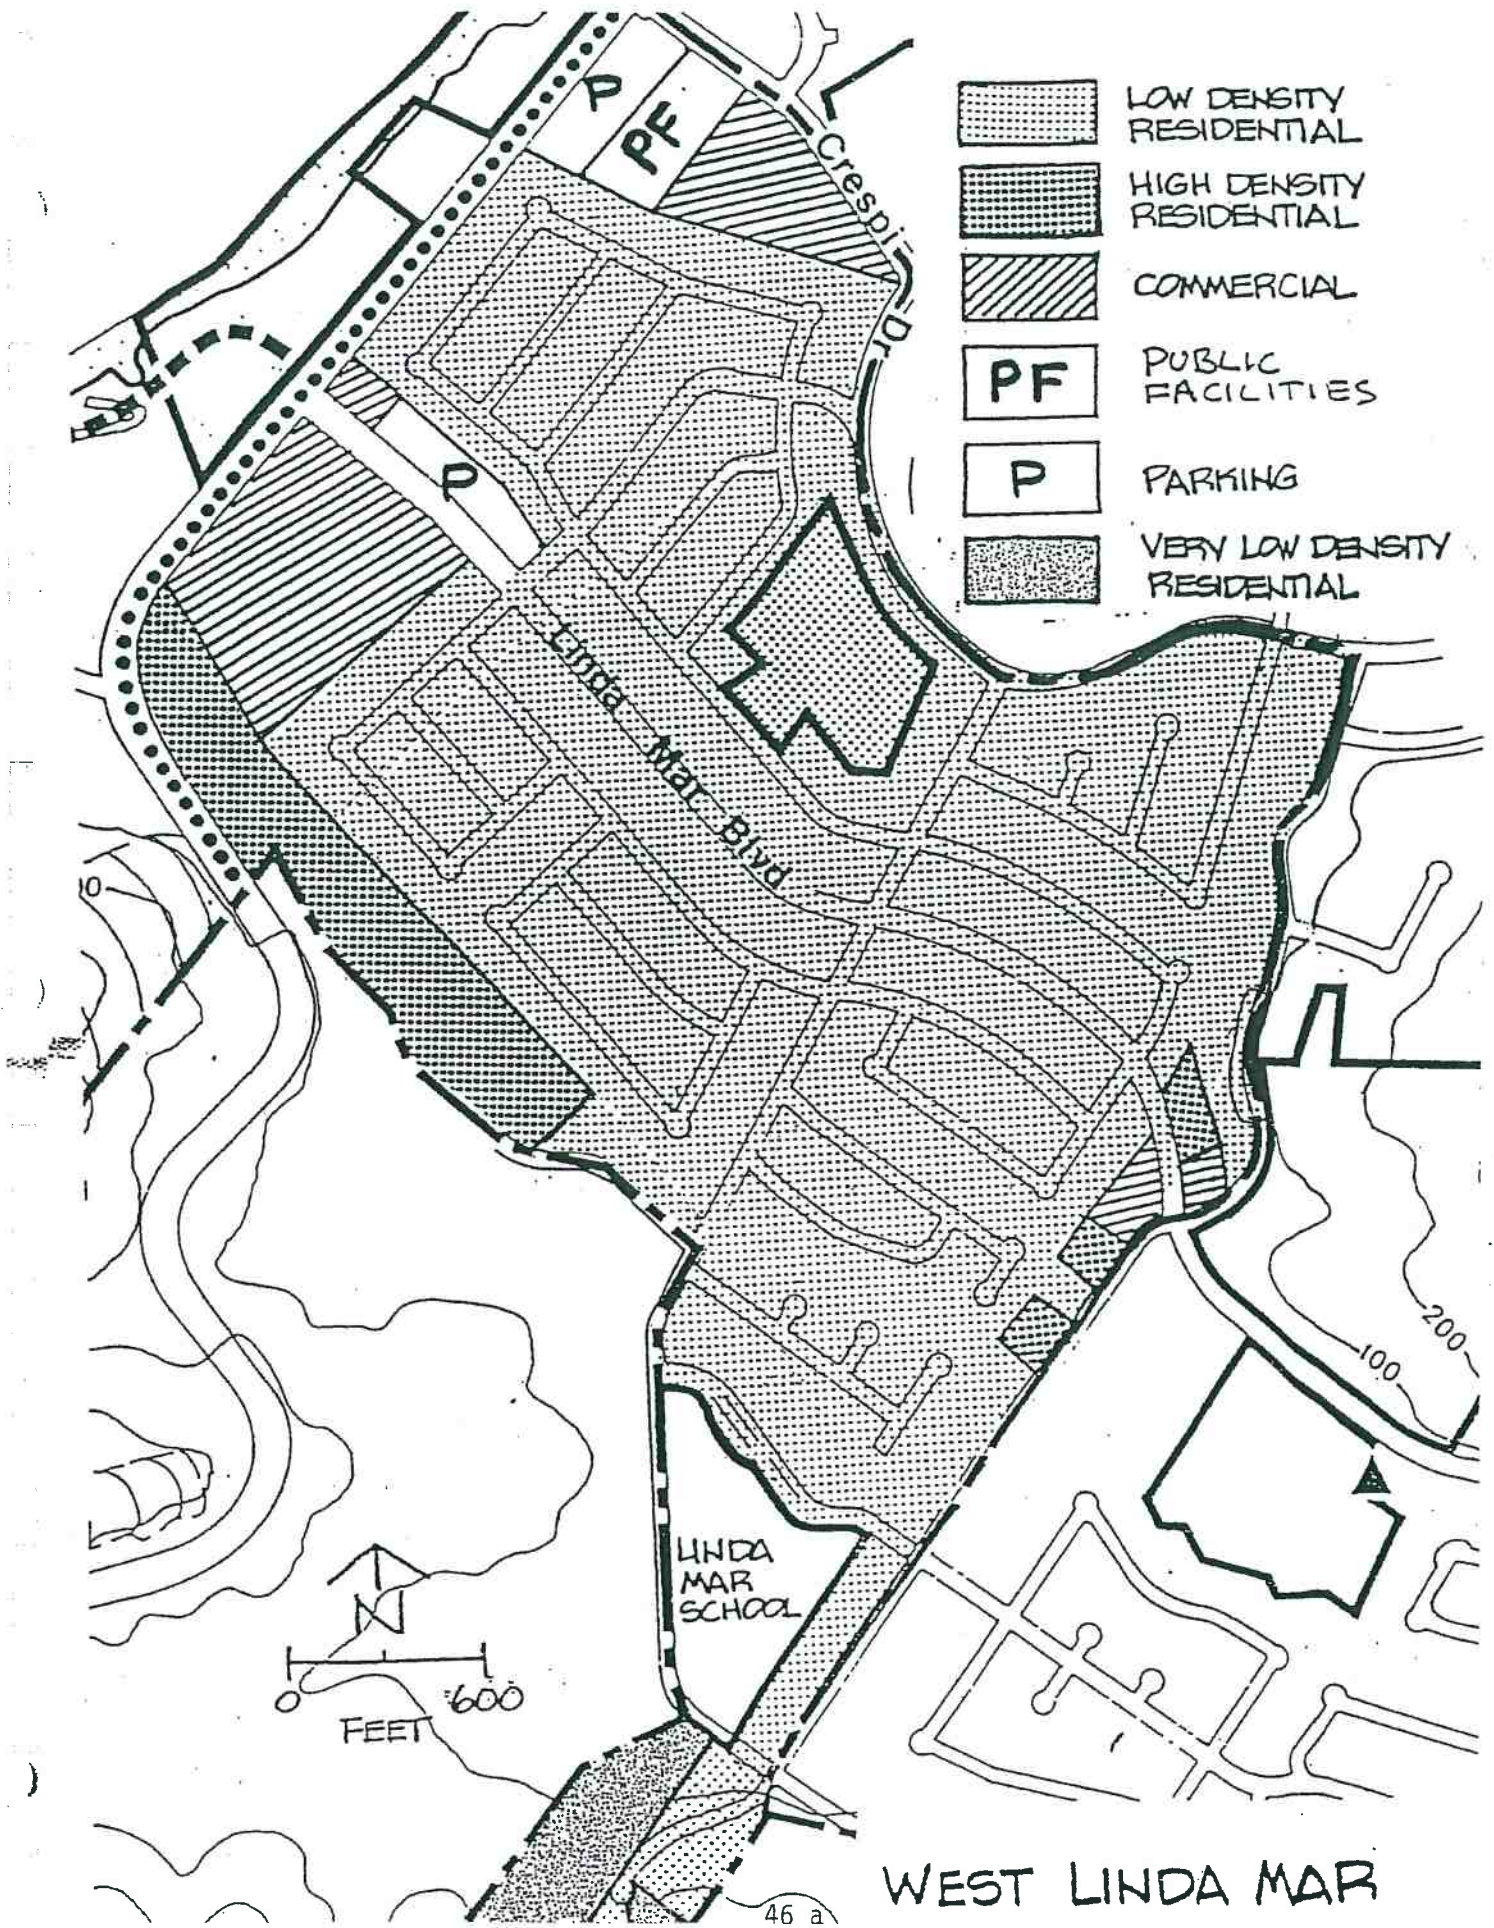 P
PF
Crespi Dr
LOW DENSITY
RESIDENTIAL
HIGH DENSITY
RESIDENTIAL
COMMERCIAL
PF
PUBLIC
FACILITIES
P
PARKING
VERY LOW DENSITY
RESIDENTIAL
P
Linda Mar Blvd
200
100
LINDA
MAR
SCHOOL
N
0
600
FEET
WEST LINDA MAR
46 a